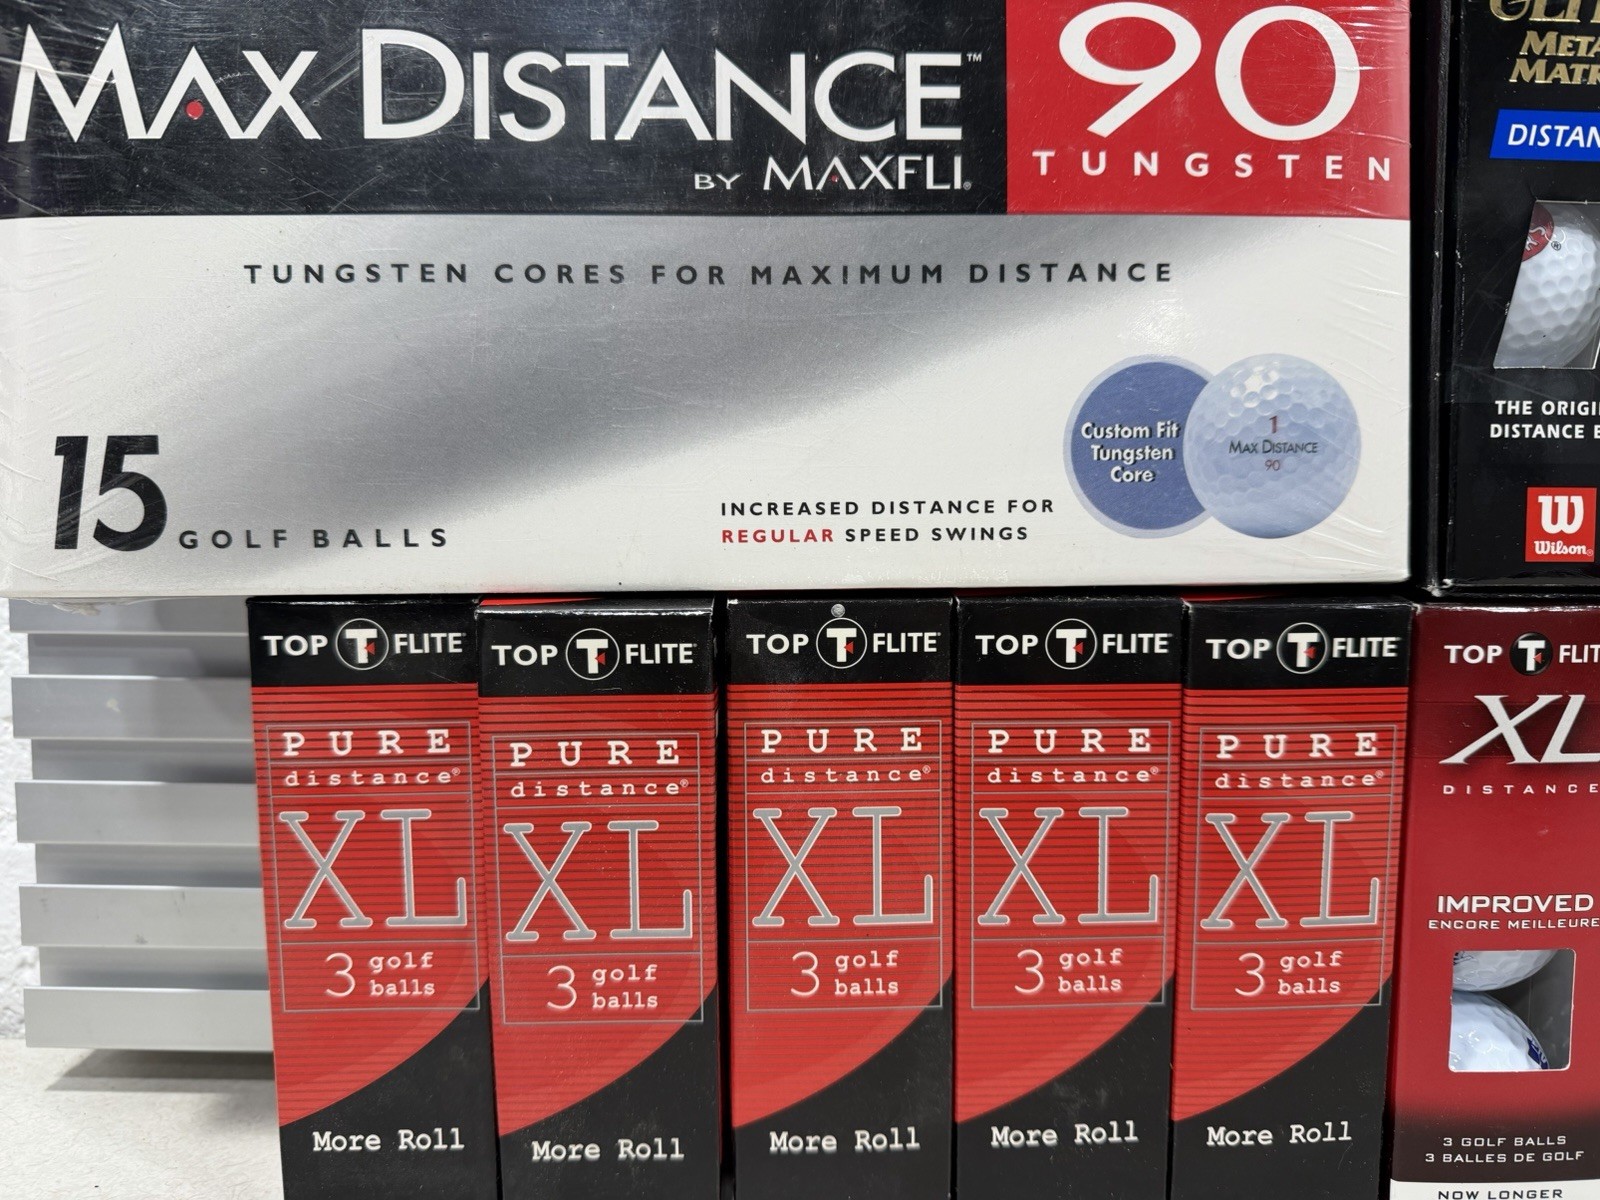 MAX DISTANCE™
BY MAXFLI®
90
TUNGSTEN
TUNGSTEN CORES FOR MAXIMUM DISTANCE
15 GOLF BALLS
INCREASED DISTANCE FOR
REGULAR SPEED SWINGS
Custom Fit
Tungsten
Core
1
MAX DISTANCE
90
THE
DISTANCE
W
Wilson®
TOP T FLITE
PURE
distance®
XL
3 golf
balls
More Roll
TOP T FLITE
PURE
distance®
XL
3 golf
balls
More Roll
TOP T FLITE
PURE
distance®
XL
3 golf
balls
More Roll
TOP T FLITE
PURE
distance®
XL
3 golf
balls
More Roll
TOP T FLITE
PURE
distance®
XL
3 golf
balls
More Roll
TOP T
XL
DISTANCE
IMPROVED
ENCORE MEILLEURE
3 GOLF BALLS
3 BALLES DE GOLF
NOW LONGER